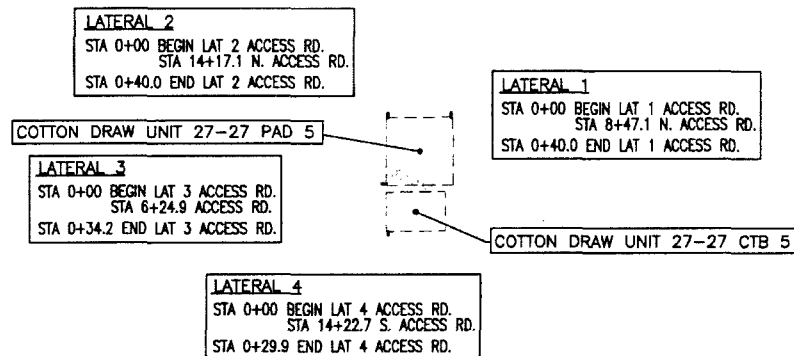 LATERAL 2
STA 0+00 BEGIN LAT 2 ACCESS RD.
STA 14+17.1 N. ACCESS RD.
STA 0+40.0 END LAT 2 ACCESS RD.
LATERAL 1
STA 0+00 BEGIN LAT 1 ACCESS RD.
STA 8+47.1 N. ACCESS RD.
STA 0+40.0 END LAT 1 ACCESS RD.
COTTON DRAW UNIT 27-27 PAD 5
LATERAL 3
STA 0+00 BEGIN LAT 3 ACCESS RD.
STA 6+24.9 ACCESS RD.
STA 0+34.2 END LAT 3 ACCESS RD.
COTTON DRAW UNIT 27-27 CTB 5
LATERAL 4
STA 0+00 BEGIN LAT 4 ACCESS RD.
STA 14+22.7 S. ACCESS RD.
STA 0+29.9 END LAT 4 ACCESS RD.